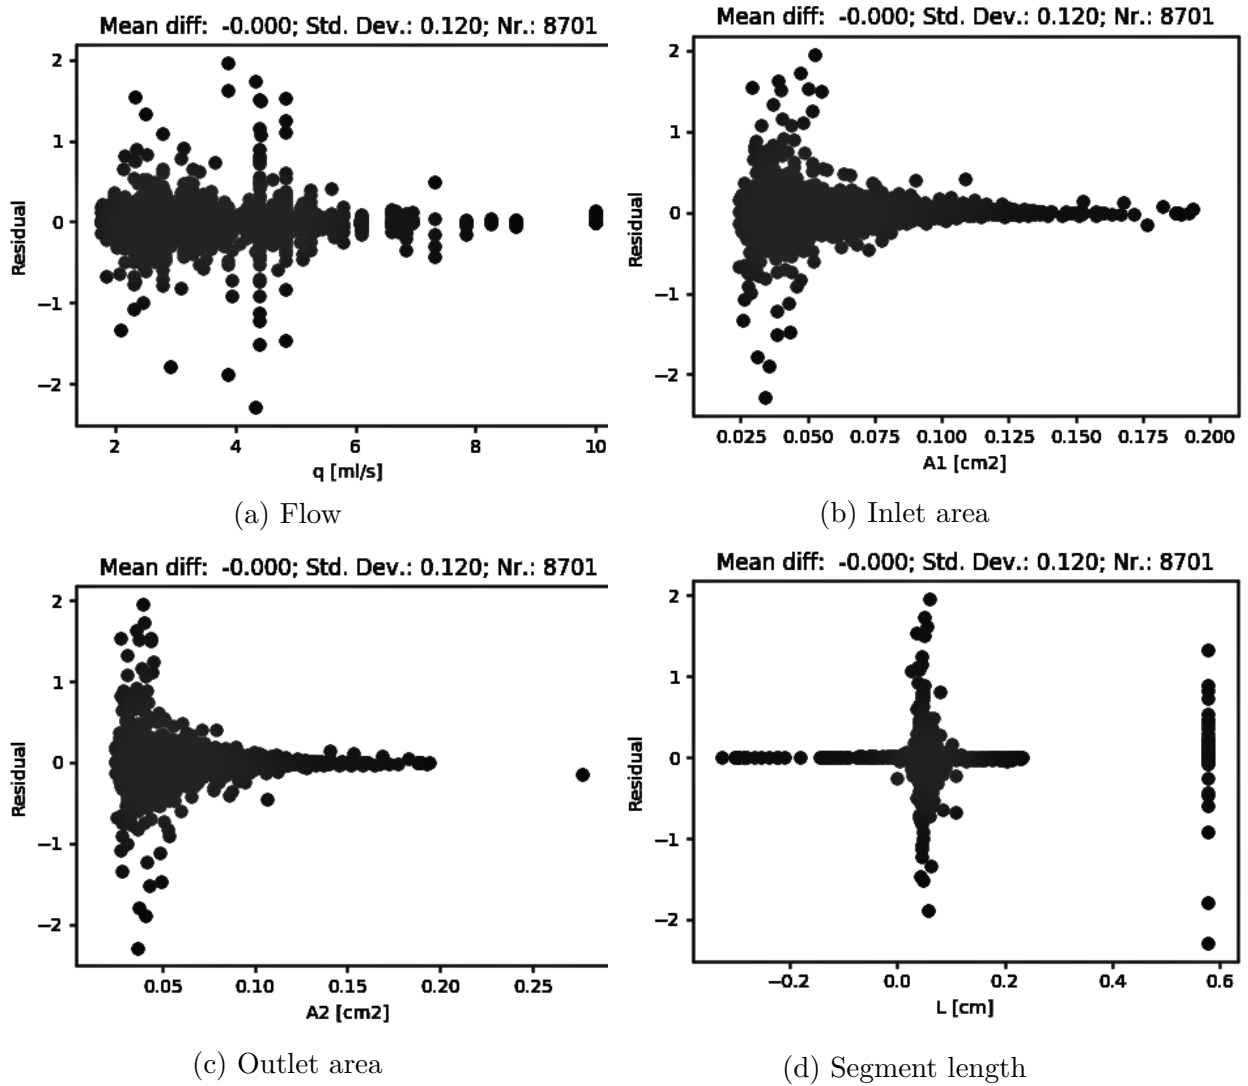 Mean diff: -0.000; Std. Dev.: 0.120; Nr.: 8701
2
1
0
−1
−2
Residual
2 4 6 8 10
q [ml/s]
(a) Flow
Mean diff: -0.000; Std. Dev.: 0.120; Nr.: 8701
2
1
0
−1
−2
Residual
0.025 0.050 0.075 0.100 0.125 0.150 0.175 0.200
A1 [cm2]
(b) Inlet area
Mean diff: -0.000; Std. Dev.: 0.120; Nr.: 8701
2
1
0
−1
−2
Residual
0.05 0.10 0.15 0.20 0.25
A2 [cm2]
(c) Outlet area
Mean diff: -0.000; Std. Dev.: 0.120; Nr.: 8701
2
1
0
−1
−2
Residual
−0.2 0.0 0.2 0.4 0.6
L [cm]
(d) Segment length